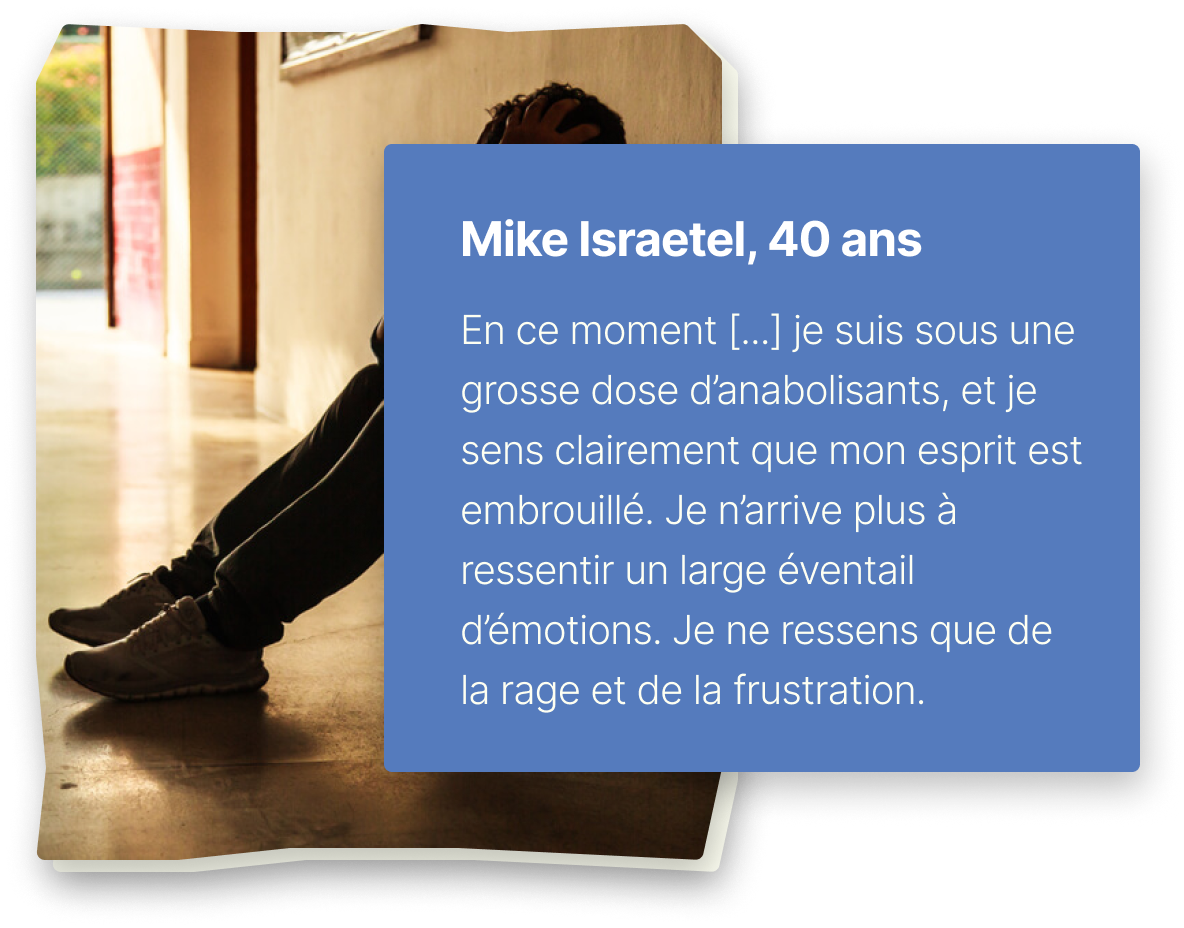 Mike Israetel, 40 ans
En ce moment [...] je suis sous une
grosse dose d’anabolisants, et je
sens clairement que mon esprit est
embrouillé. Je n’arrive plus à
ressentir un large éventail
d’émotions. Je ne ressens que de
la rage et de la frustration.